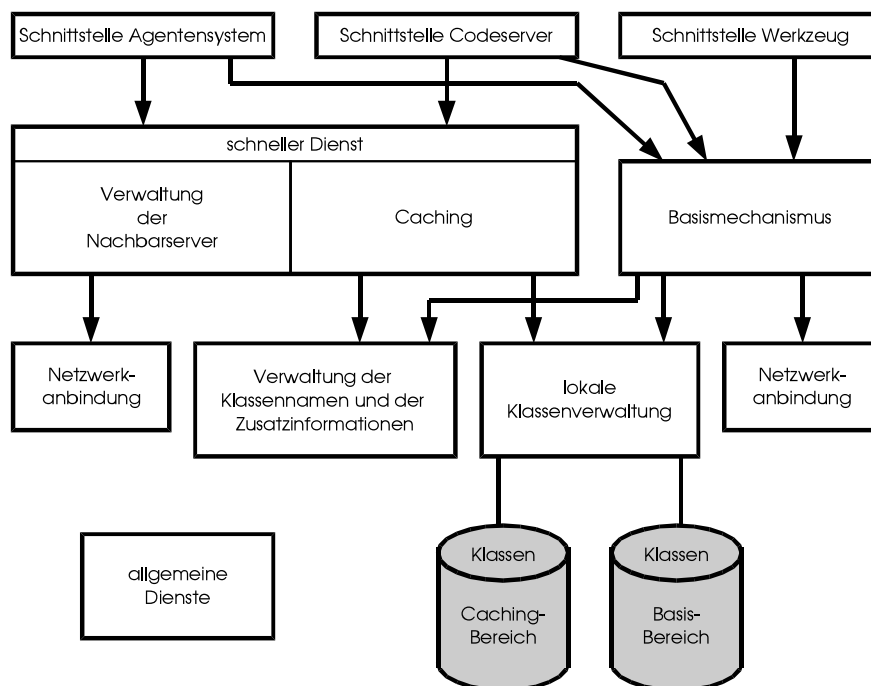 Schnittstelle Agentensystem
Schnittstelle Codeserver
Schnittstelle Werkzeug
schneller Dienst
Verwaltung
der
Nachbarserver
Caching
Basismechanismus
Netzwerk-
anbindung
Verwaltung der
Klassennamen und der
Zusatzinformationen
lokale
Klassenverwaltung
Netzwerk-
anbindung
allgemeine
Dienste
Klassen
Caching-
Bereich
Klassen
Basis-
Bereich